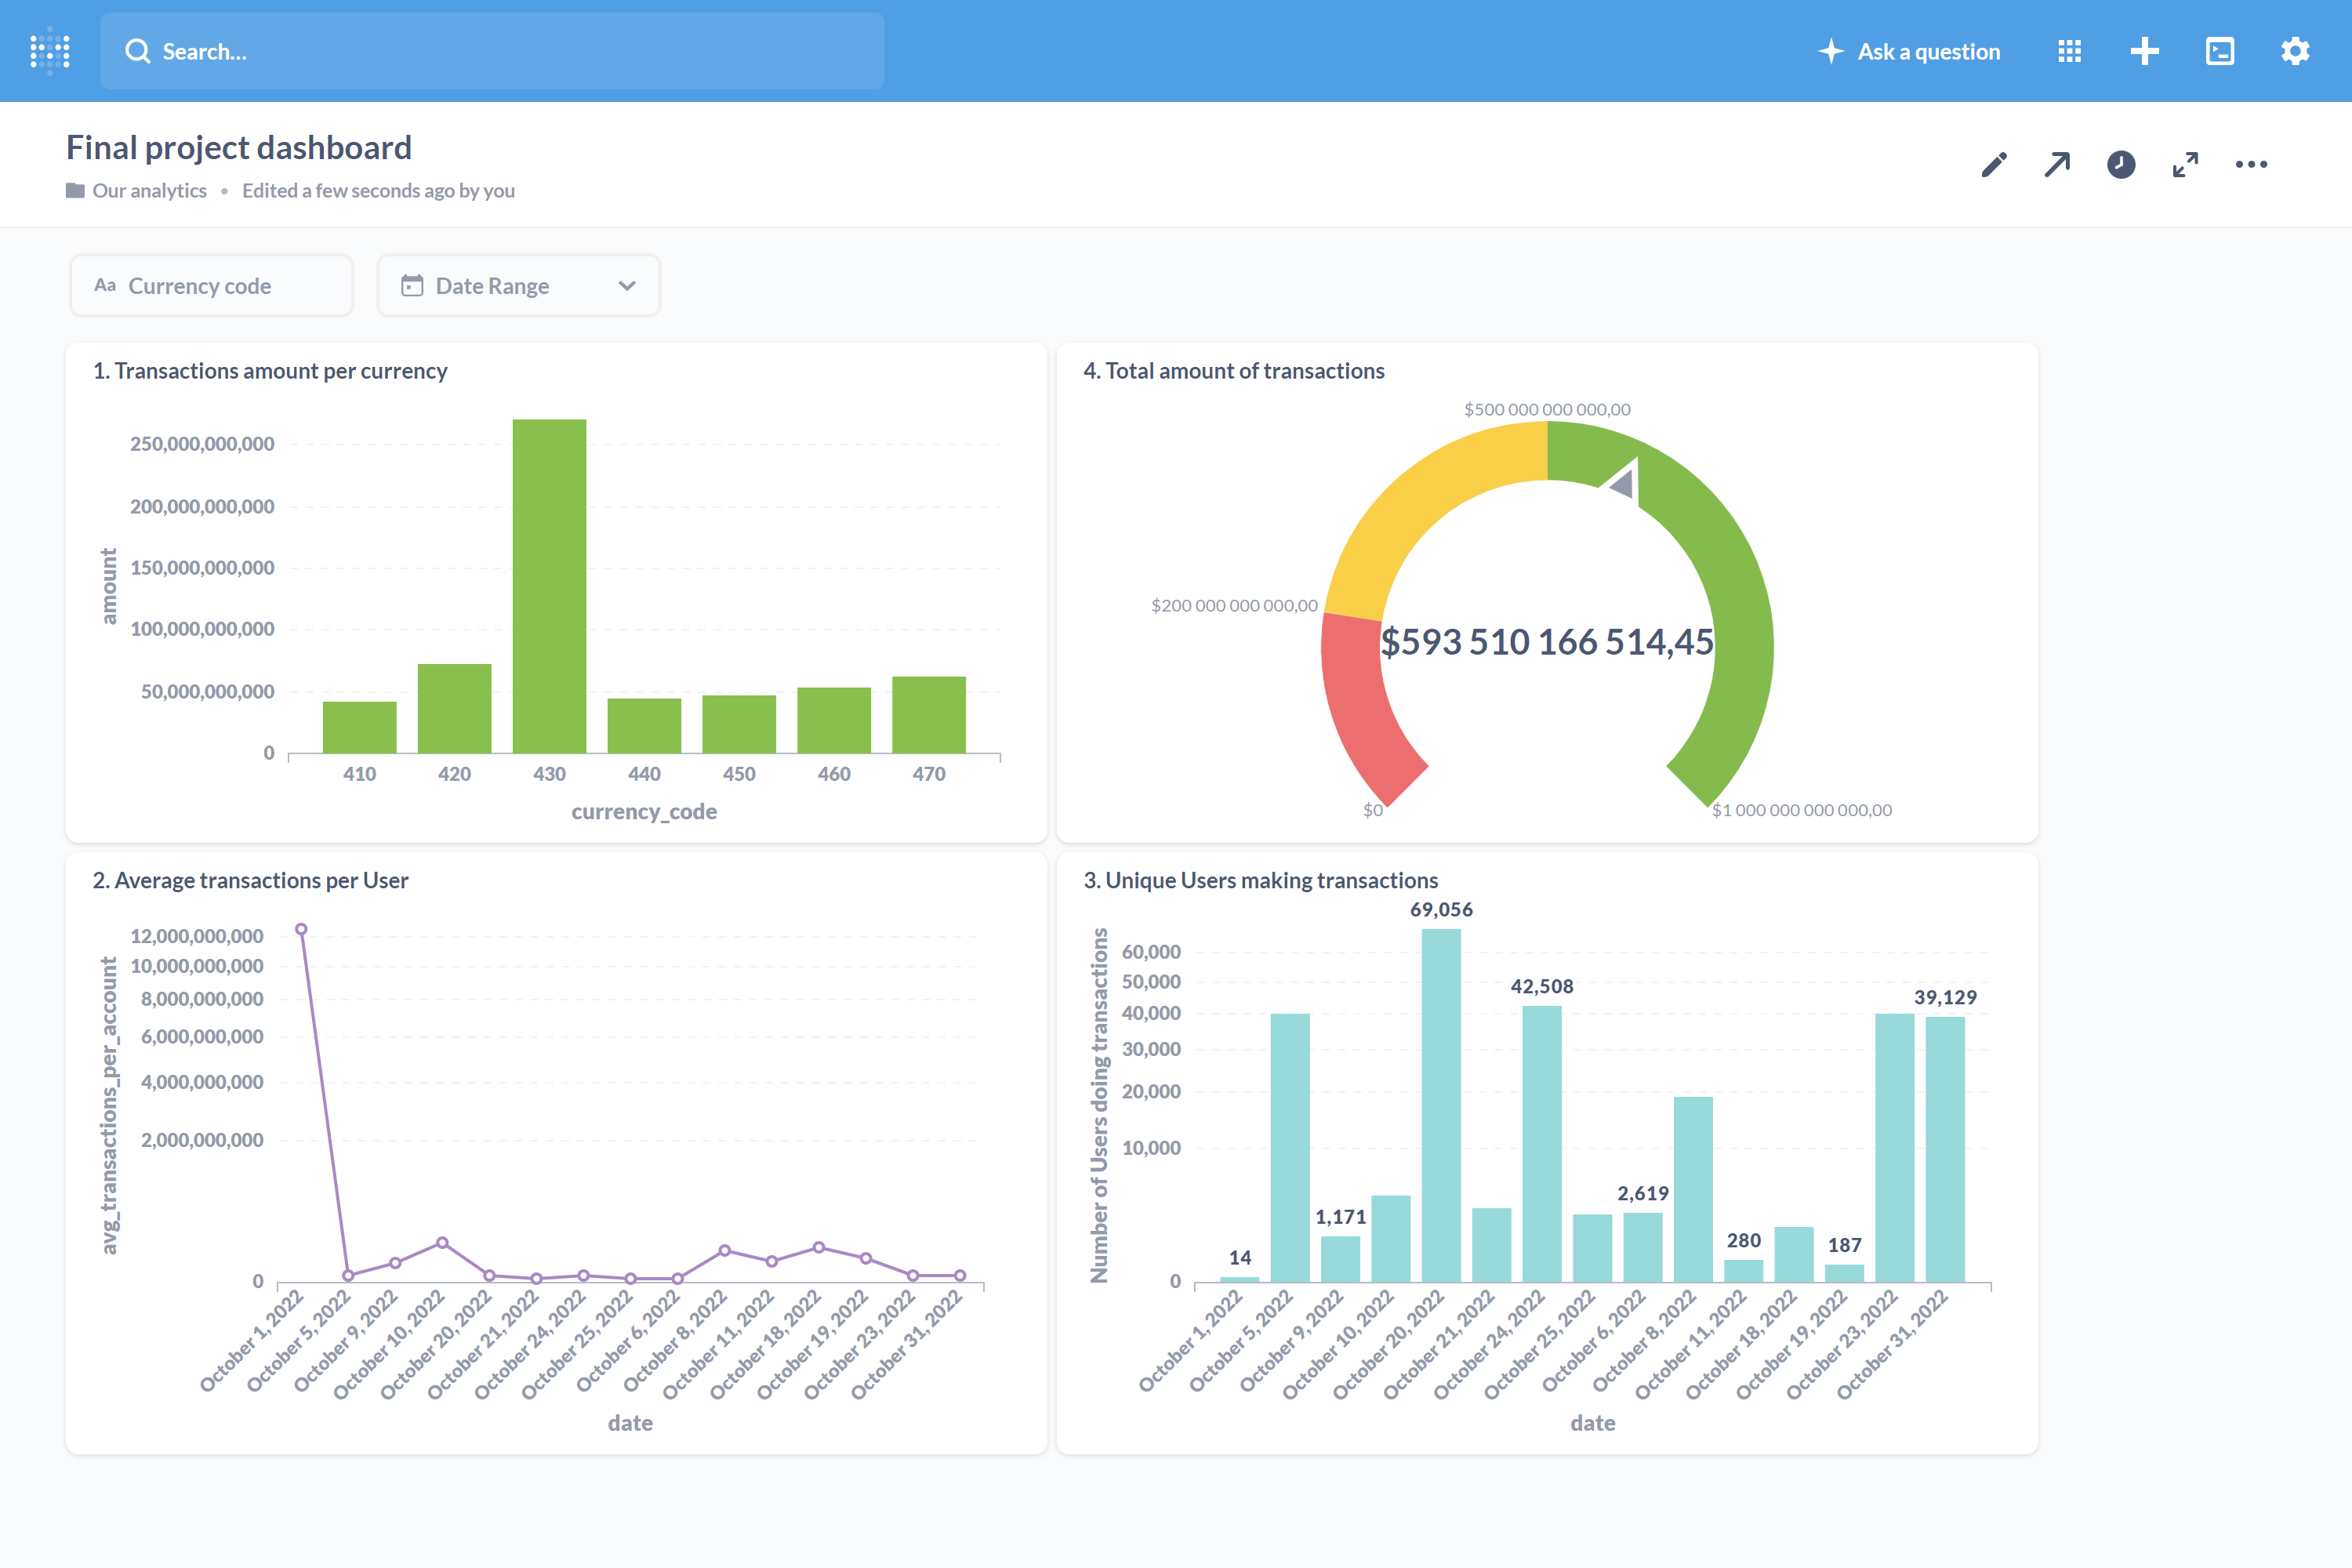 Search...
Ask a question
Final project dashboard
Our analytics • Edited a few seconds ago by you
Aa Currency code
Date Range
1. Transactions amount per currency
amount
250,000,000,000
200,000,000,000
150,000,000,000
100,000,000,000
50,000,000,000
0
410 420 430 440 450 460 470
currency_code
4. Total amount of transactions
$500 000 000 000,00
$200 000 000 000,00
$593 510 166 514,45
$0
$1 000 000 000 000,00
2. Average transactions per User
avg_transactions_per_account
12,000,000,000
10,000,000,000
8,000,000,000
6,000,000,000
4,000,000,000
2,000,000,000
0
October 1, 2022
October 5, 2022
October 9, 2022
October 10, 2022
October 20, 2022
October 21, 2022
October 24, 2022
October 25, 2022
October 6, 2022
October 8, 2022
October 11, 2022
October 18, 2022
October 19, 2022
October 23, 2022
October 31, 2022
date
3. Unique Users making transactions
Number of Users doing transactions
60,000
50,000
40,000
30,000
20,000
10,000
0
14
1,171
69,056
42,508
2,619
280
187
39,129
October 1, 2022
October 5, 2022
October 9, 2022
October 10, 2022
October 20, 2022
October 21, 2022
October 24, 2022
October 25, 2022
October 6, 2022
October 8, 2022
October 11, 2022
October 18, 2022
October 19, 2022
October 23, 2022
October 31, 2022
date